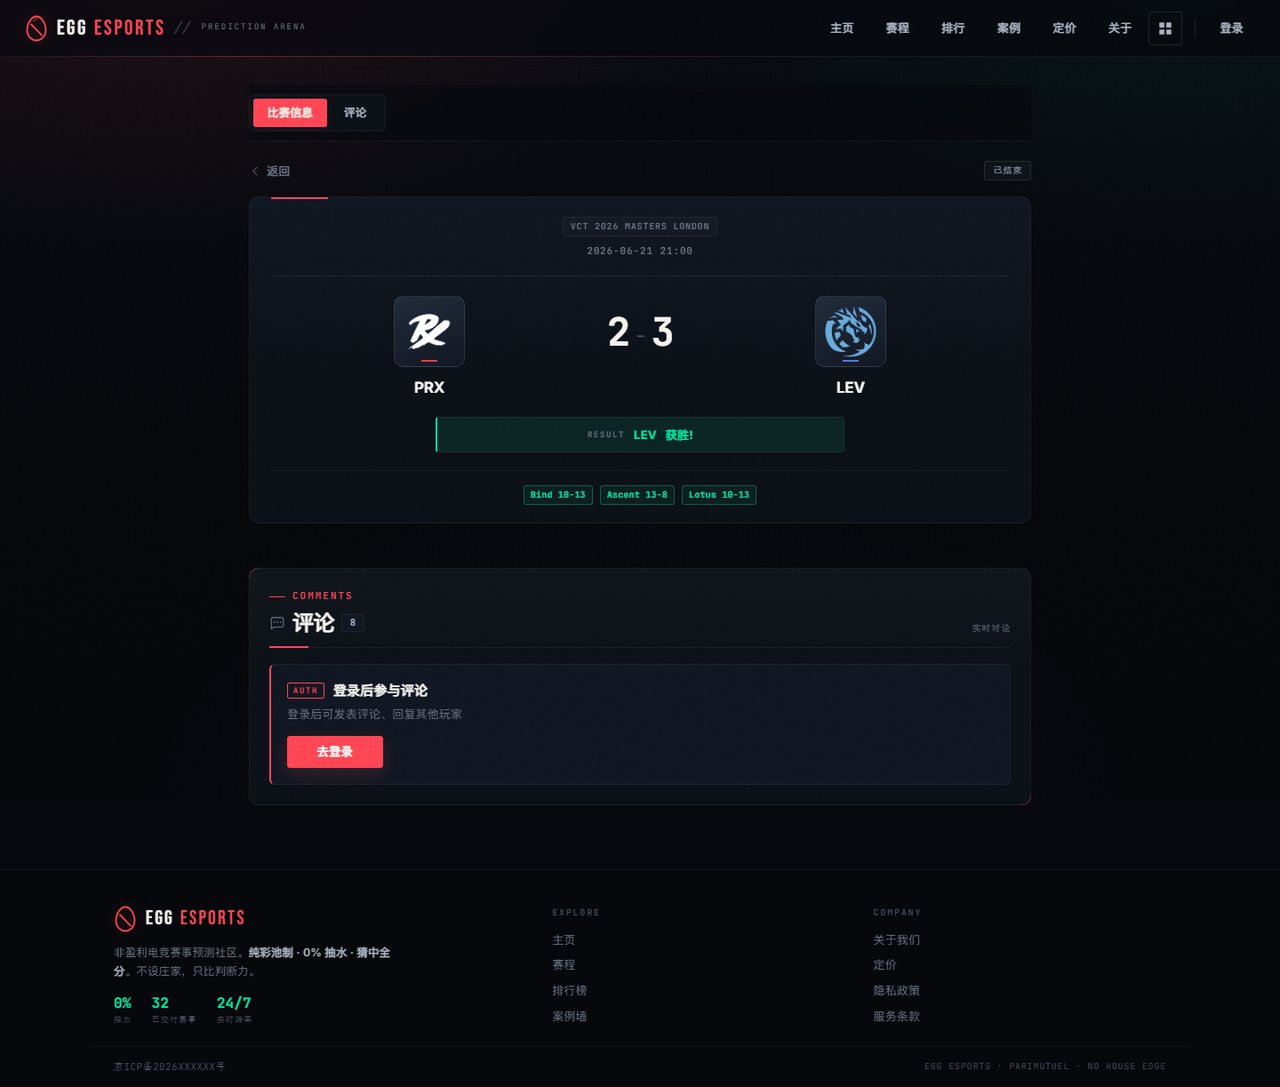 EGG ESPORTS // PREDICTION ARENA
主页 赛程 排行 案例 定价 关于 登录
比赛信息 评论
返回 已结束
VCT 2026 MASTERS LONDON
2026-06-21 21:00
2 - 3
PRX LEV
RESULT LEV 获胜!
Bind 10-13 Ascent 13-8 Lotus 10-13
COMMENTS
评论 8
实时讨论
AUTH 登录后参与评论
登录后可发表评论、回复其他玩家
去登录
EGG ESPORTS
非盈利电竞赛事预测社区。纯彩池制 · 0% 抽水 · 猜中全
分。不设庄家，只比判断力。
0% 32 24/7
抽水 已交付赛事 实时赔率
EXPLORE
主页
赛程
排行榜
案例墙
COMPANY
关于我们
定价
隐私政策
服务条款
京ICP备2026XXXXXX号
EGG ESPORTS · PARIMUTUEL · NO HOUSE EDGE